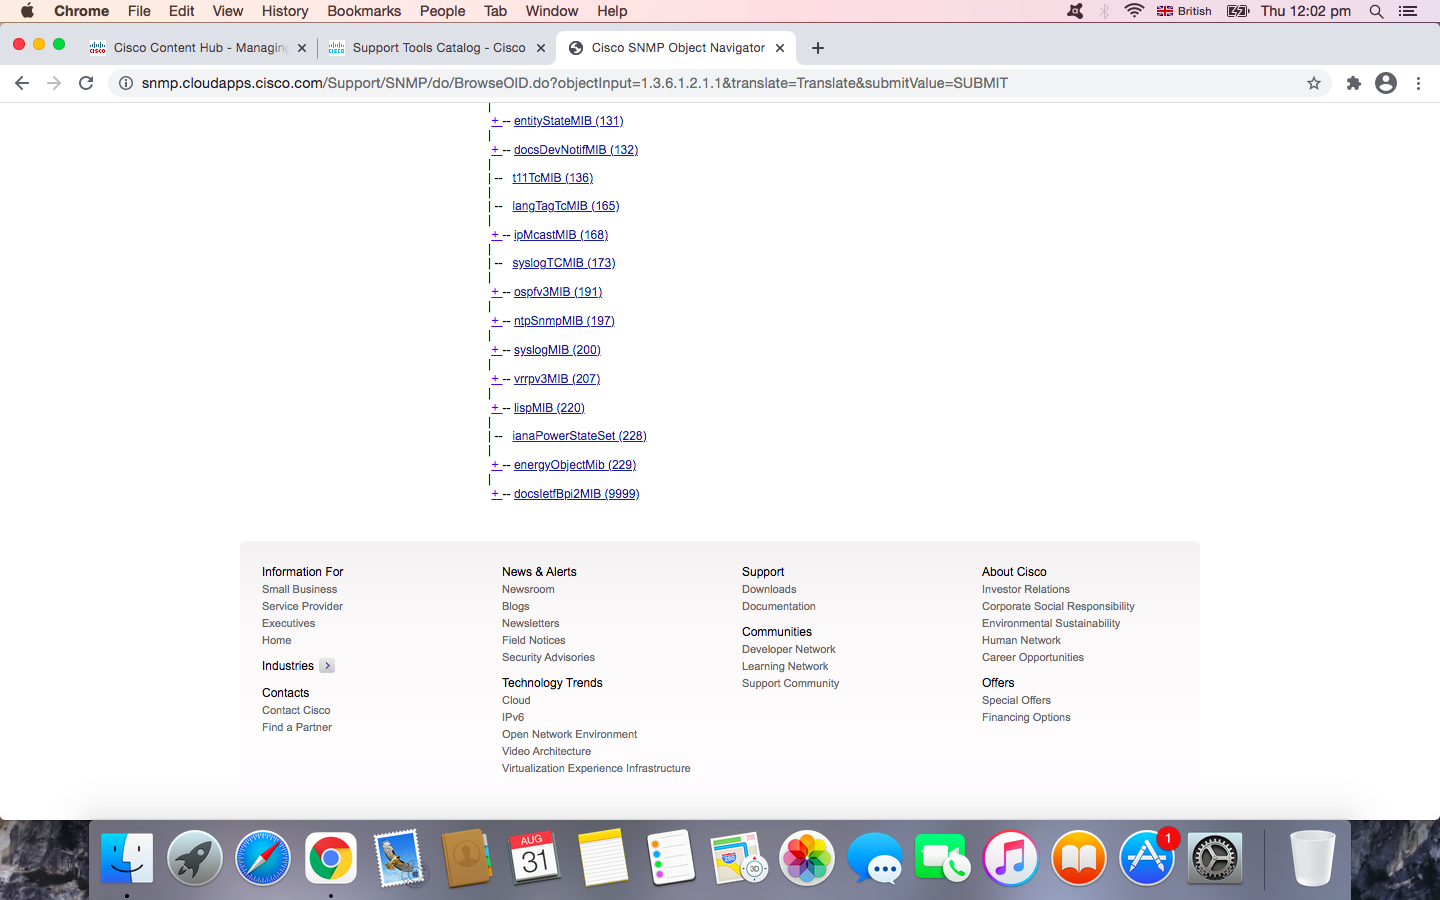 Chrome File Edit View History Bookmarks People Tab Window Help British Thu 12:02 pm
Cisco Content Hub - Managing
Support Tools Catalog - Cisco
Cisco SNMP Object Navigator
snmp.cloudapps.cisco.com/Support/SNMP/do/BrowseOID.do?objectInput=1.3.6.1.2.1.1&translate=Translate&submitValue=SUBMIT
|
+ -- entityStateMIB (131)
|
+ -- docsDevNotifMIB (132)
|
| -- t11TcMIB (136)
|
| -- langTagTcMIB (165)
|
+ -- ipMcastMIB (168)
|
| -- syslogTCMIB (173)
|
+ -- ospfv3MIB (191)
|
+ -- ntpSnmpMIB (197)
|
+ -- syslogMIB (200)
|
+ -- vrrpv3MIB (207)
|
+ -- lispMIB (220)
|
| -- ianaPowerStateSet (228)
|
+ -- energyObjectMib (229)
|
+ -- docsIetfBpi2MIB (9999)
Information For
Small Business
Service Provider
Executives
Home
Industries
Contacts
Contact Cisco
Find a Partner
News & Alerts
Newsroom
Blogs
Newsletters
Field Notices
Security Advisories
Technology Trends
Cloud
IPv6
Open Network Environment
Video Architecture
Virtualization Experience Infrastructure
Support
Downloads
Documentation
Communities
Developer Network
Learning Network
Support Community
About Cisco
Investor Relations
Corporate Social Responsibility
Environmental Sustainability
Human Network
Career Opportunities
Offers
Special Offers
Financing Options
AUG
31
280
3D
1